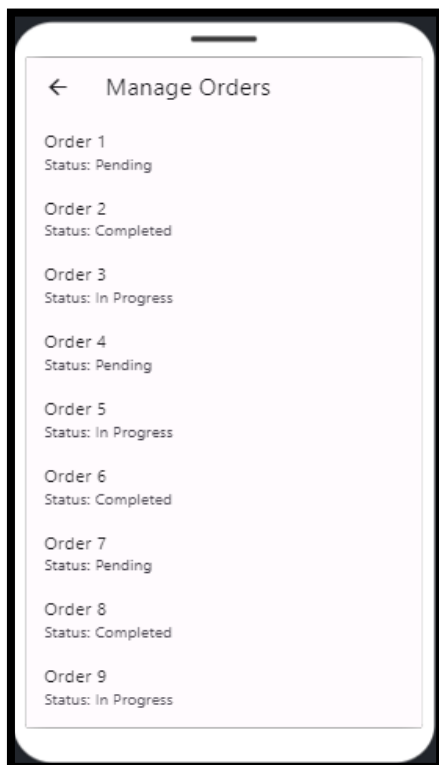 Manage Orders
Order 1
Status: Pending
Order 2
Status: Completed
Order 3
Status: In Progress
Order 4
Status: Pending
Order 5
Status: In Progress
Order 6
Status: Completed
Order 7
Status: Pending
Order 8
Status: Completed
Order 9
Status: In Progress